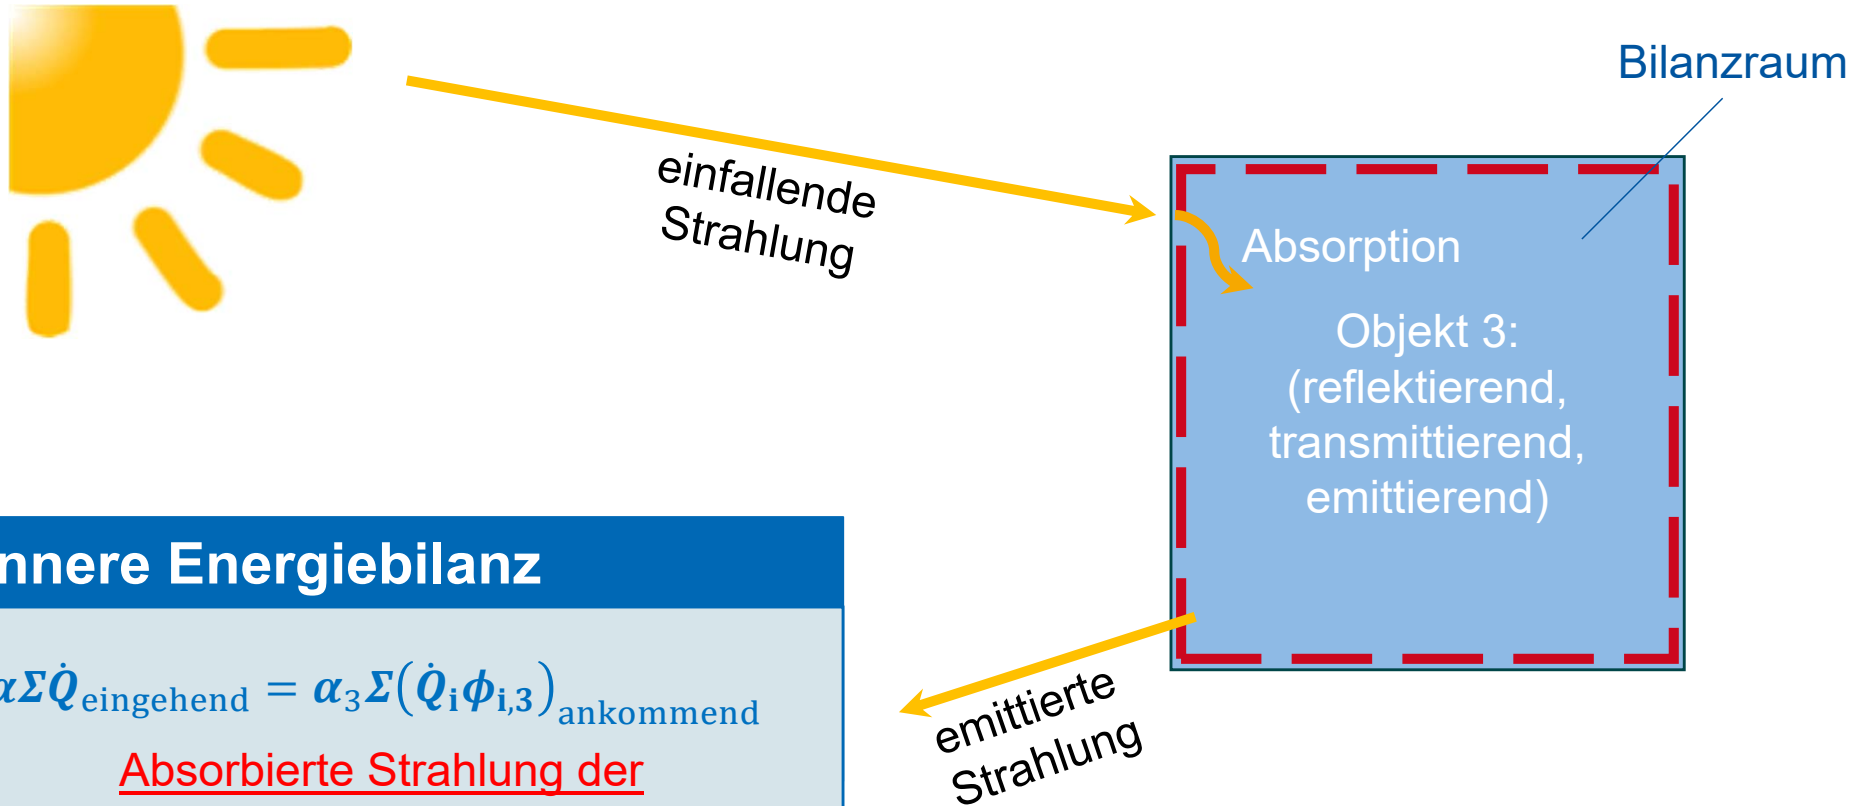 Bilanzraum
einfallende
Strahlung
Absorption
Objekt 3:
(reflektierend,
transmittierend,
emittierend)
nnere Energiebilanz
αΣQ̇eingehend = α₃Σ(Q̇ᵢϕᵢ,₃)ankommend
Absorbierte Strahlung der
emittierte
Strahlung